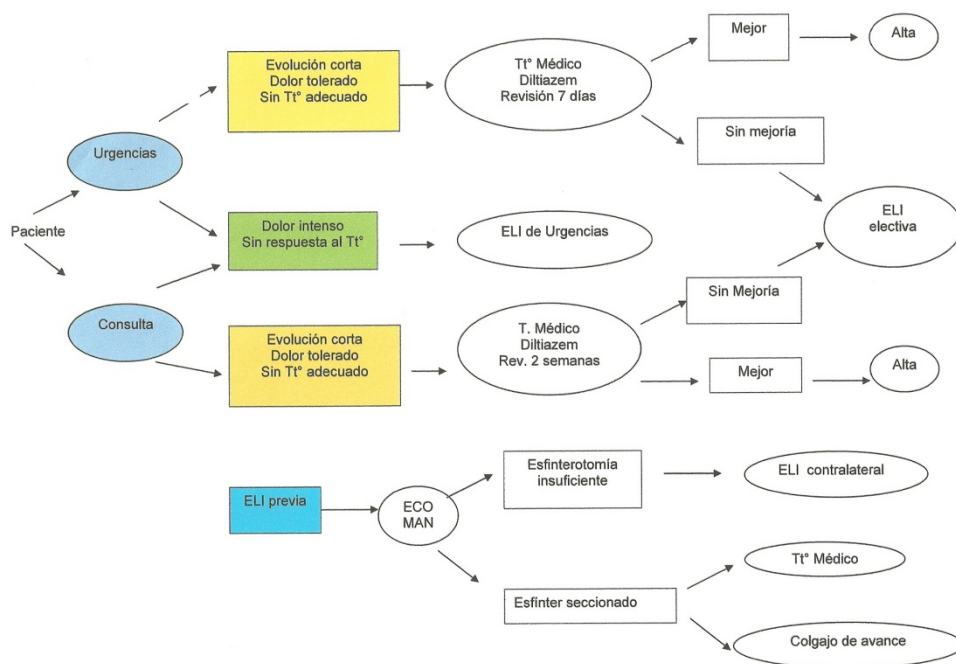 Paciente
Urgencias
Consulta
Evolución corta
Dolor tolerado
Sin Tt° adecuado
Tt° Médico
Diltiazem
Revisión 7 días
Mejor
Alta
Sin mejoría
ELI
electiva
Dolor intenso
Sin respuesta al Tt°
ELI de Urgencias
Evolución corta
Dolor tolerado
Sin Tt° adecuado
T. Médico
Diltiazem
Rev. 2 semanas
Sin Mejoría
Mejor
Alta
ELI previa
ECO
MAN
Esfinterotomía
insuficiente
ELI contralateral
Esfínter seccionado
Tt° Médico
Colgajo de avance